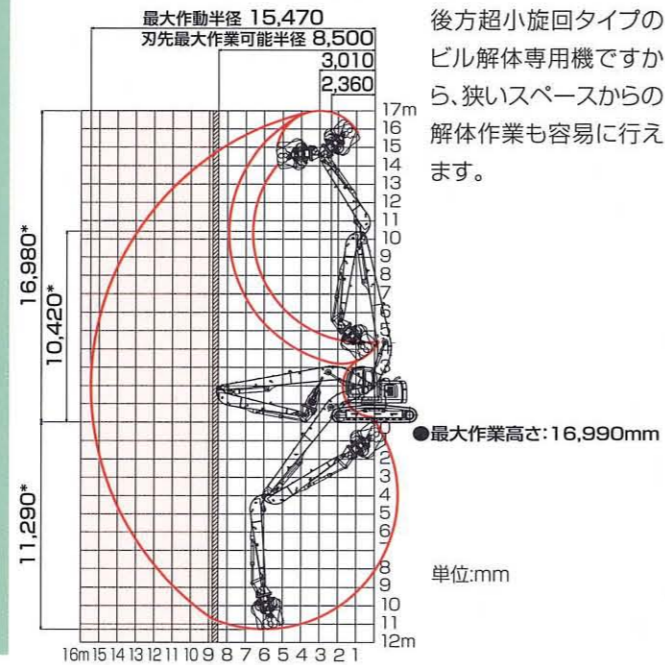 最大作動半径 15,470
刃先最大作業可能半径 8,500
3,010
2,360
後方超小旋回タイプの
ビル解体専用機ですか
ら、狭いスペースからの
解体作業も容易に行え
ます。
17m
16
15
14
13
12
11
10
9
8
7
6
5
4
3
0
2
3
4
5
6
7
8
9
10
11
12m
16,980*
10,420*
11,290*
●最大作業高さ:16,990mm
単位:mm
16m 15 14 13 12 11 10 9 8 7 6 5 4 3 2 1